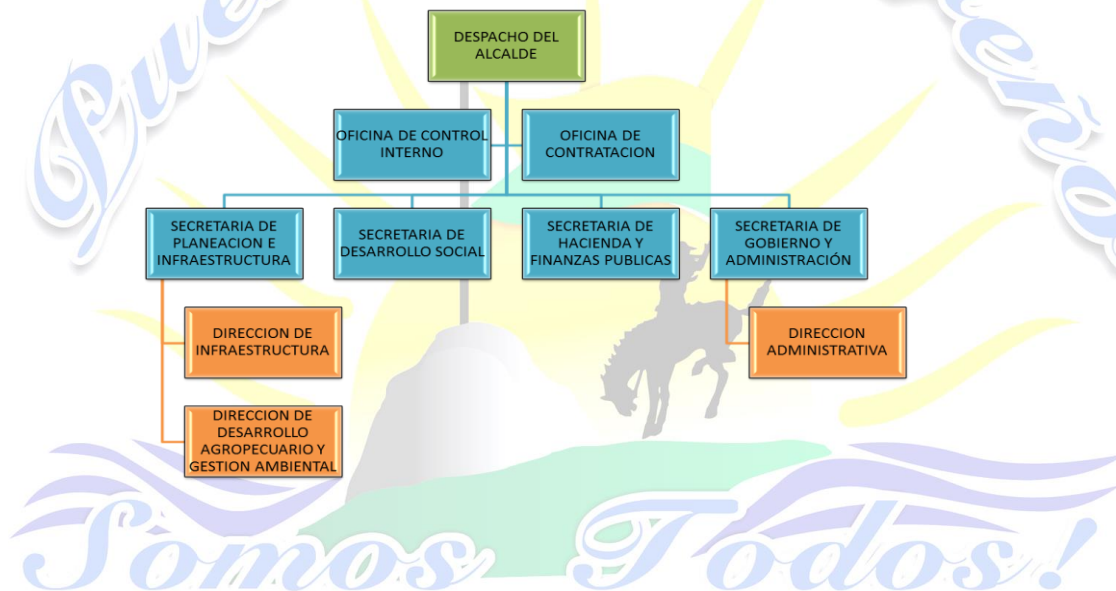 DESPACHO DEL
ALCALDE
OFICINA DE CONTROL
INTERNO
OFICINA DE
CONTRATACION
SECRETARIA DE
PLANEACION E
INFRAESTRUCTURA
SECRETARIA DE
DESARROLLO SOCIAL
SECRETARIA DE
HACIENDA Y
FINANZAS PUBLICAS
SECRETARIA DE
GOBIERNO Y
ADMINISTRACIÓN
DIRECCION DE
INFRAESTRUCTURA
DIRECCION
ADMINISTRATIVA
DIRECCION DE
DESARROLLO
AGROPECUARIO Y
GESTION AMBIENTAL
Somos Todos!